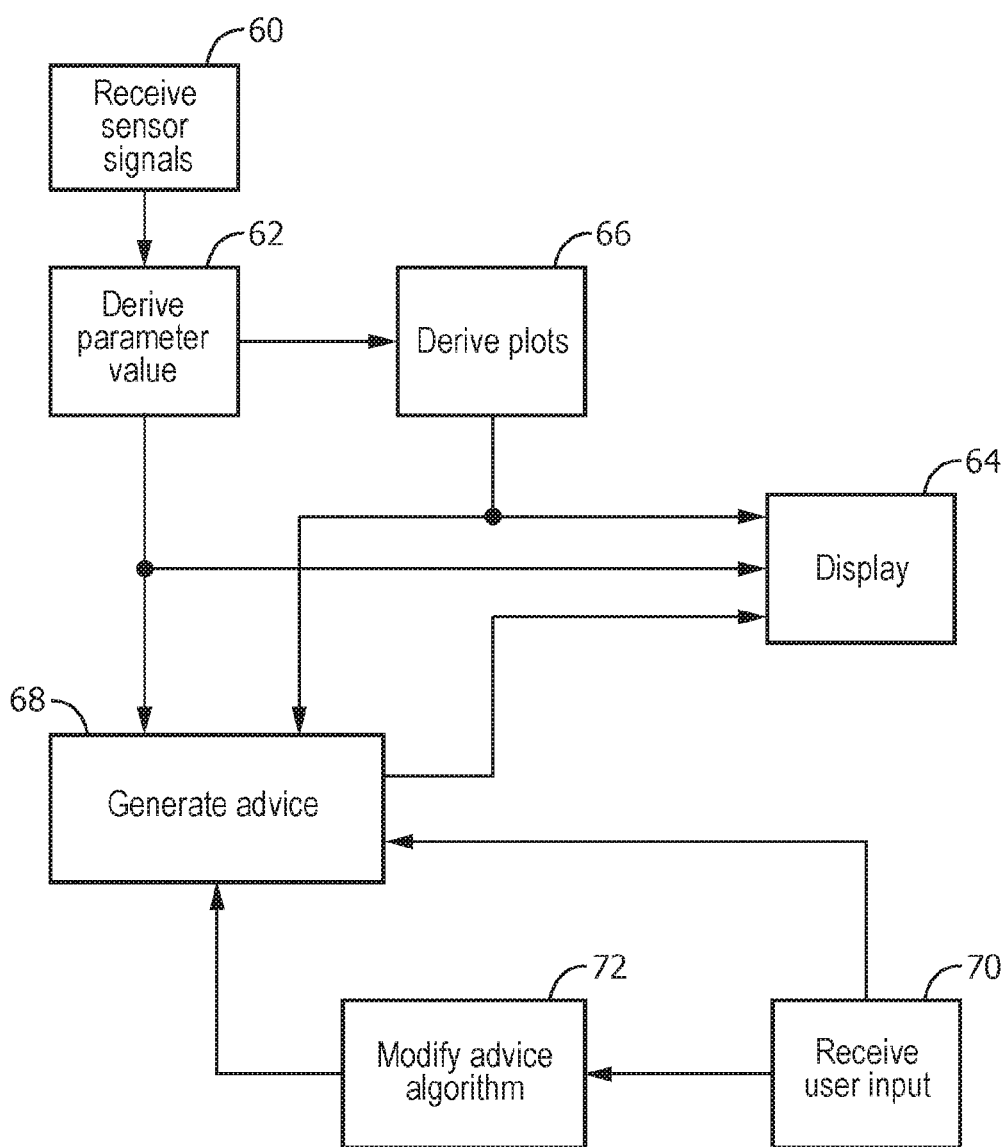 60
Receive
sensor
signals
62
Derive
parameter
value
66
Derive plots
64
Display
68
Generate advice
72
Modify advice
algorithm
70
Receive
user input